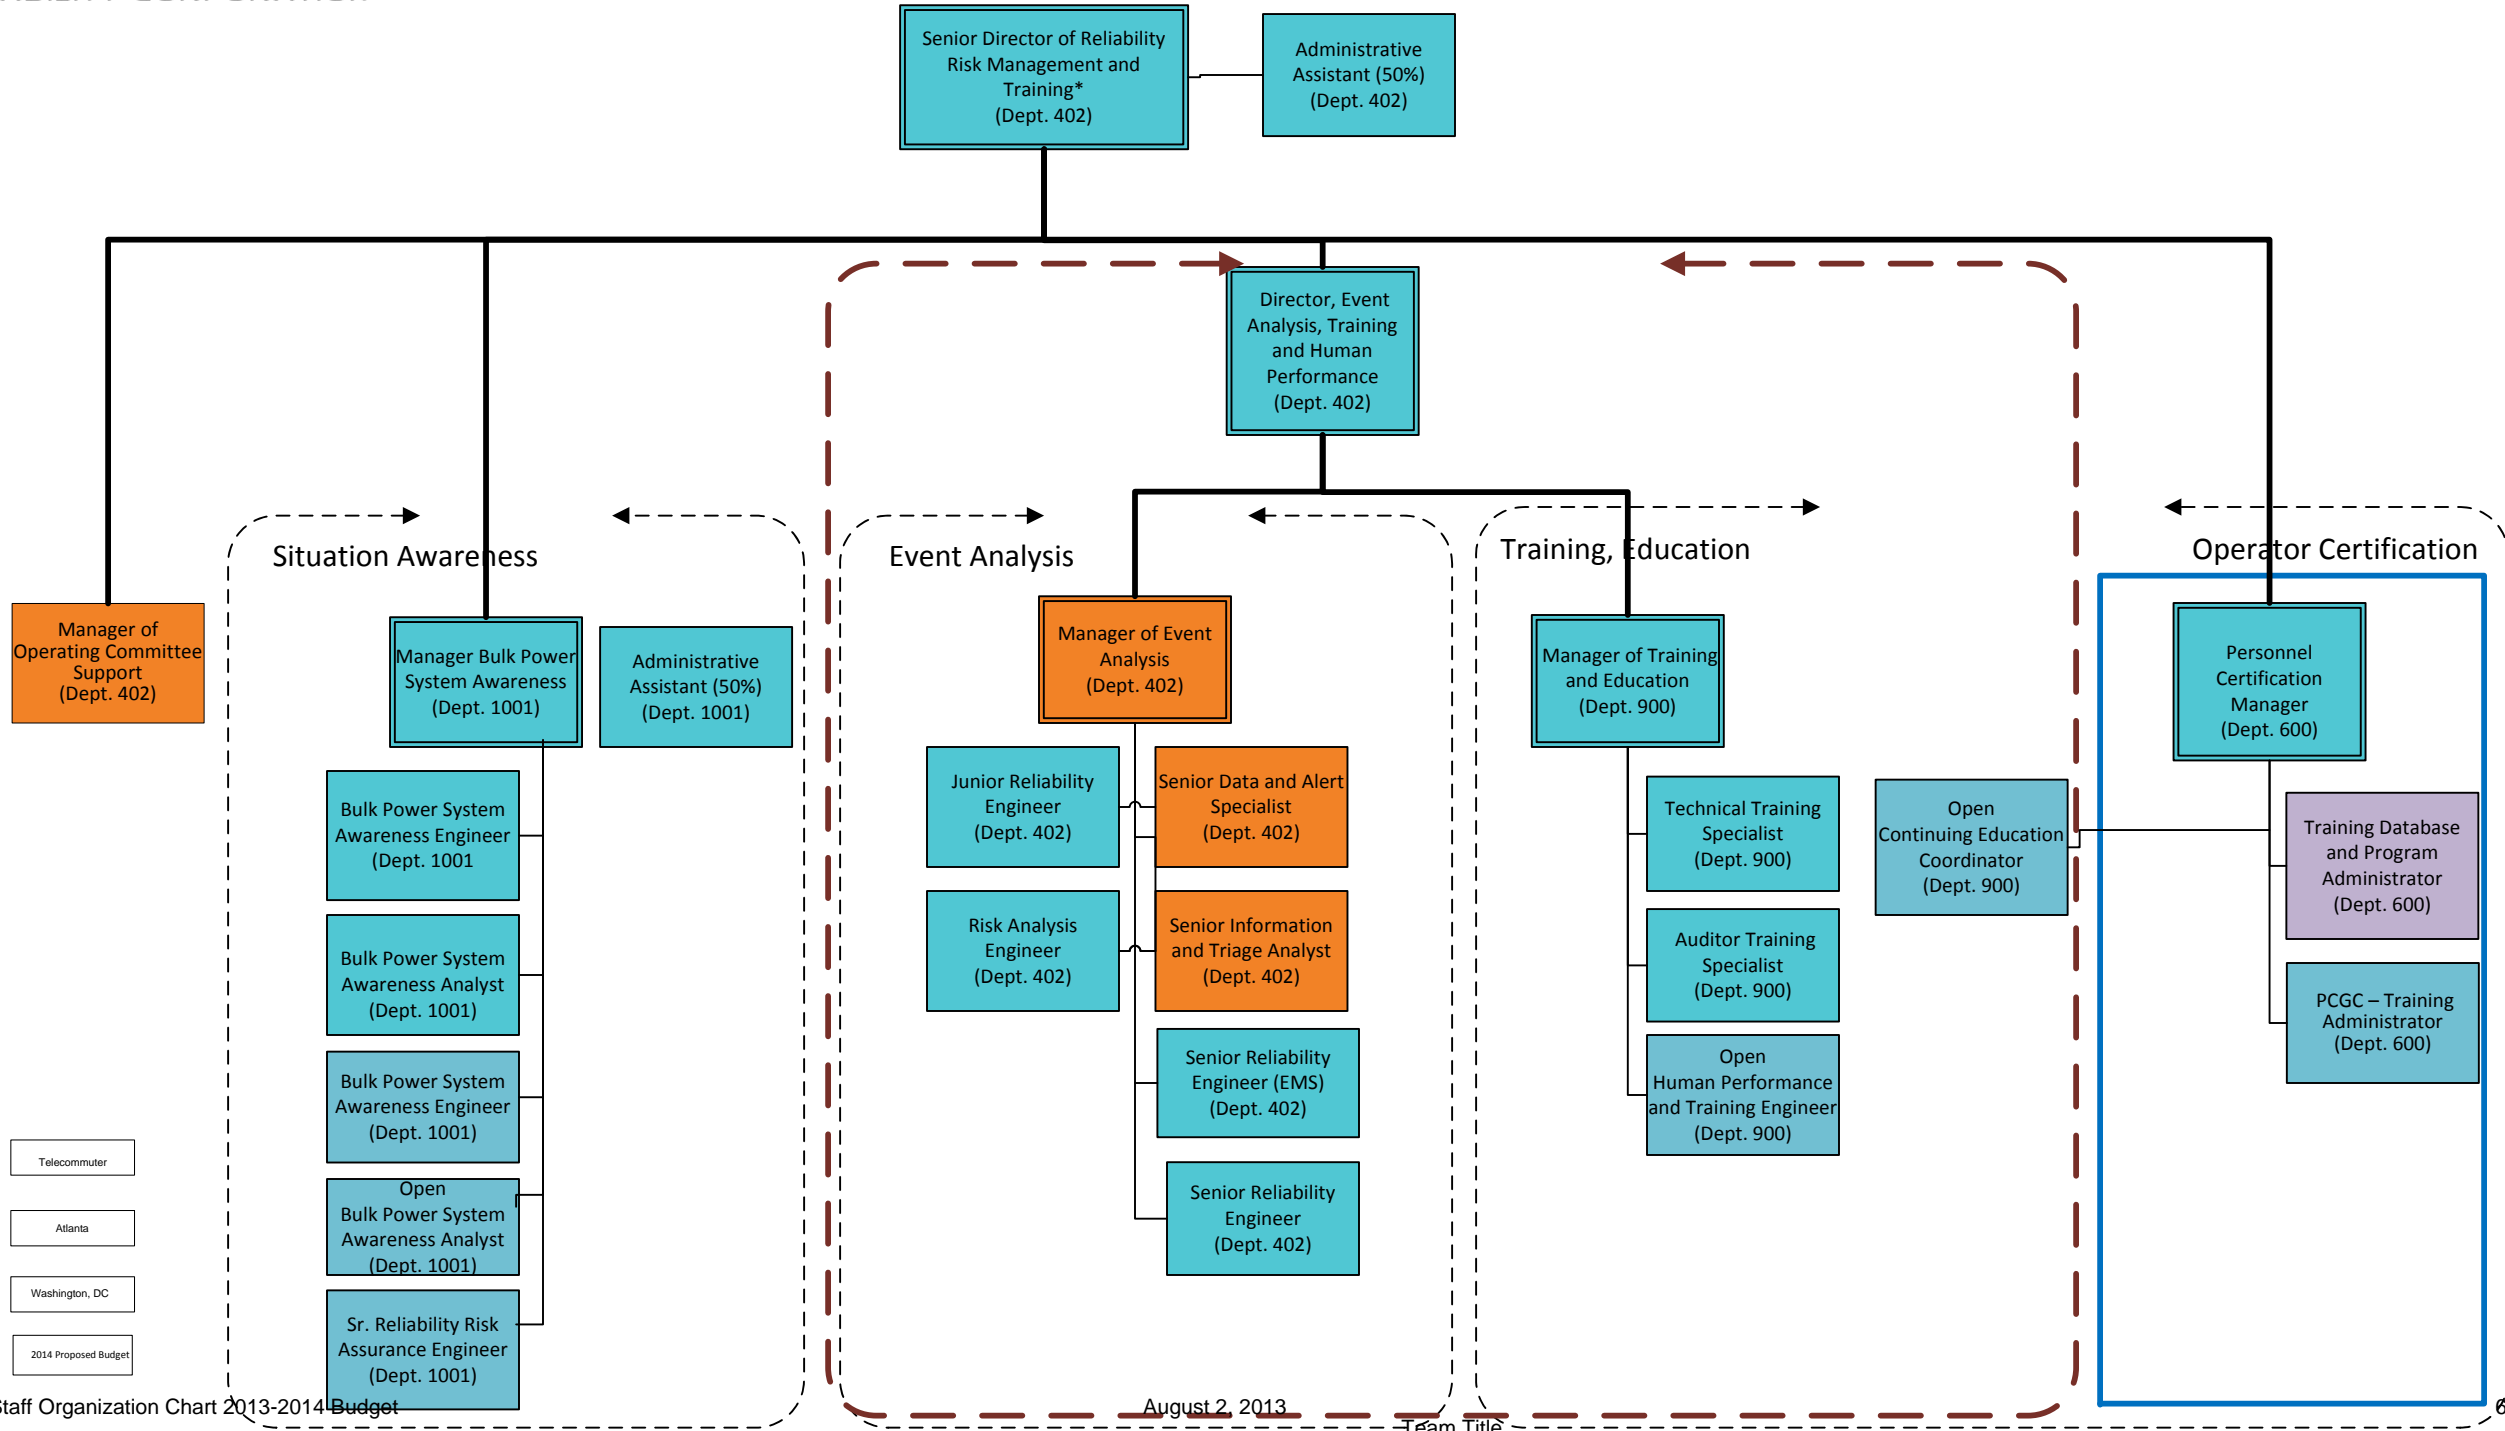 Senior Director of Reliability
Risk Management and
Training*
(Dept. 402)
Administrative
Assistant (50%)
(Dept. 402)
Director, Event
Analysis, Training
and Human
Performance
(Dept. 402)
Situation Awareness
Event Analysis
Training, Education
Operator Certification
Manager of
Operating Committee
Support
(Dept. 402)
Manager Bulk Power
System Awareness
(Dept. 1001)
Administrative
Assistant (50%)
(Dept. 1001)
Manager of Event
Analysis
(Dept. 402)
Manager of Training
and Education
(Dept. 900)
Personnel
Certification
Manager
(Dept. 600)
Bulk Power System
Awareness Engineer
(Dept. 1001
Bulk Power System
Awareness Analyst
(Dept. 1001)
Bulk Power System
Awareness Engineer
(Dept. 1001)
Open
Bulk Power System
Awareness Analyst
(Dept. 1001)
Sr. Reliability Risk
Assurance Engineer
(Dept. 1001)
Junior Reliability
Engineer
(Dept. 402)
Senior Data and Alert
Specialist
(Dept. 402)
Risk Analysis
Engineer
(Dept. 402)
Senior Information
and Triage Analyst
(Dept. 402)
Senior Reliability
Engineer (EMS)
(Dept. 402)
Senior Reliability
Engineer
(Dept. 402)
Technical Training
Specialist
(Dept. 900)
Auditor Training
Specialist
(Dept. 900)
Open
Human Performance
and Training Engineer
(Dept. 900)
Open
Continuing Education
Coordinator
(Dept. 900)
Training Database
and Program
Administrator
(Dept. 600)
PCGC – Training
Administrator
(Dept. 600)
Telecommuter
Atlanta
Washington, DC
2014 Proposed Budget
Staff Organization Chart 2013-2014 Budget
August 2, 2013
Team Title
6